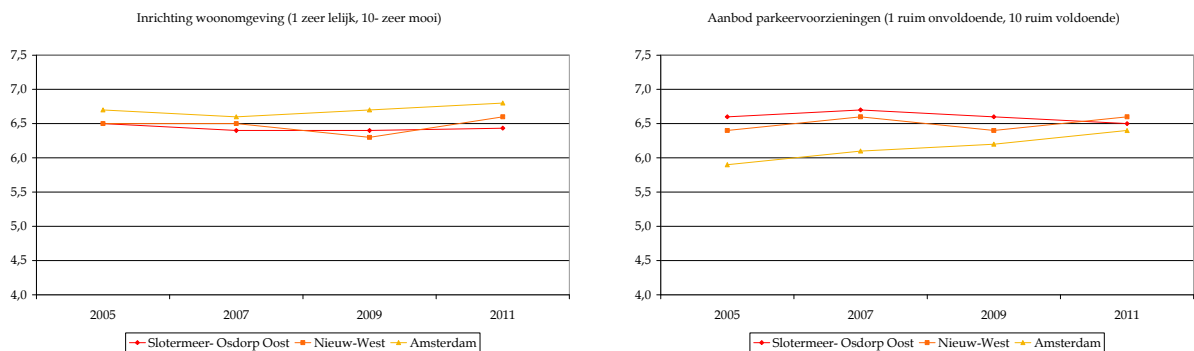 Inrichting woonomgeving (1 zeer lelijk, 10- zeer mooi)
7,5
7,0
6,5
6,0
5,5
5,0
4,5
4,0
2005 2007 2009 2011
Slotermeer- Osdorp Oost Nieuw-West Amsterdam
Aanbod parkeervoorzieningen (1 ruim onvoldoende, 10 ruim voldoende)
7,5
7,0
6,5
6,0
5,5
5,0
4,5
4,0
2005 2007 2009 2011
Slotermeer- Osdorp Oost Nieuw-West Amsterdam